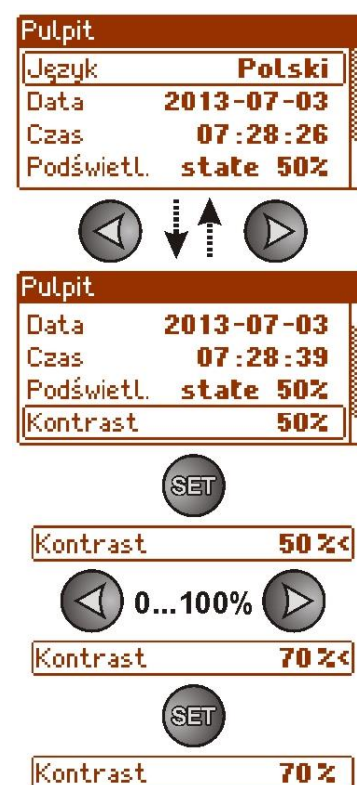 Pulpit
Język Polski
Data 2013-07-03
Czas 07:28:26
Podświetl. stałe 50%
Pulpit
Data 2013-07-03
Czas 07:28:39
Podświetl. stałe 50%
Kontrast 50%
SET
Kontrast 50%<
0...100%
Kontrast 70%<
SET
Kontrast 70%